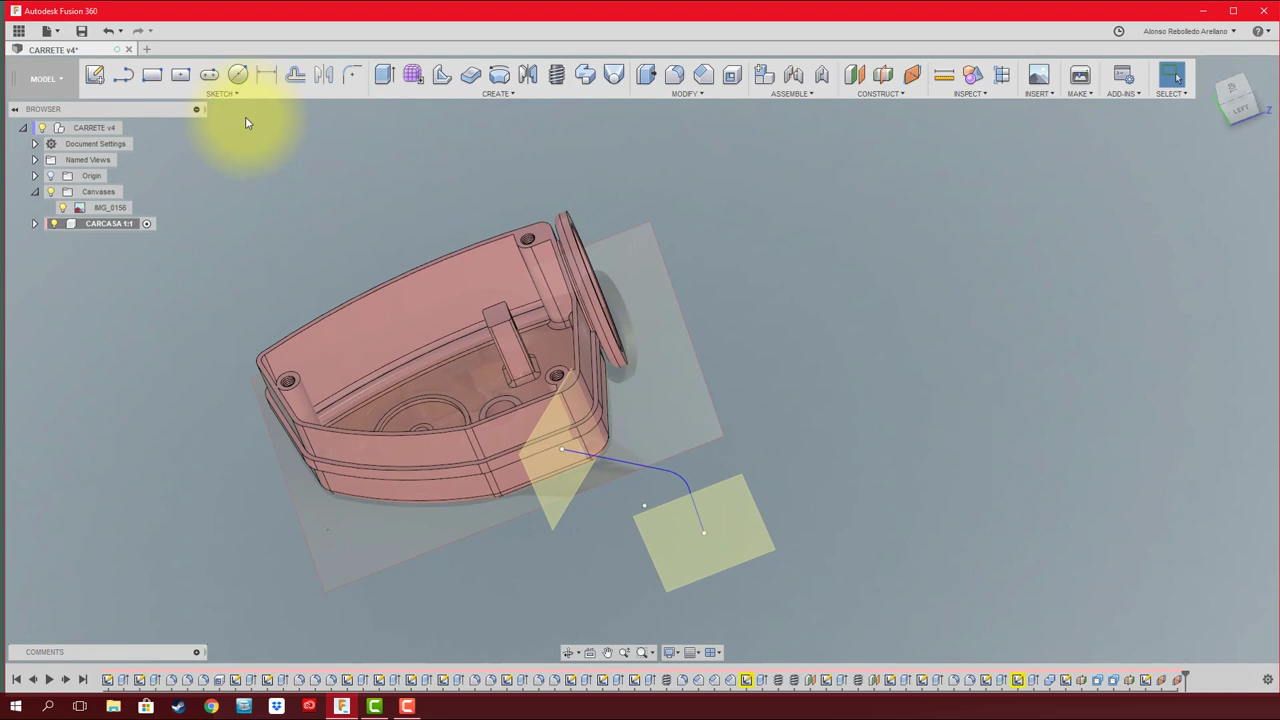 Autodesk Fusion 360
Alonso Rebolledo Arellano
CARRETE v4*
MODEL
SKETCH
CREATE
MODIFY
ASSEMBLE
CONSTRUCT
INSPECT
INSERT
MAKE
ADD-INS
SELECT
BROWSER
CARRETE v4
Document Settings
Named Views
Origin
Canvases
IMG_0156
CARCASA 1:1
LEFT
Z
COMMENTS